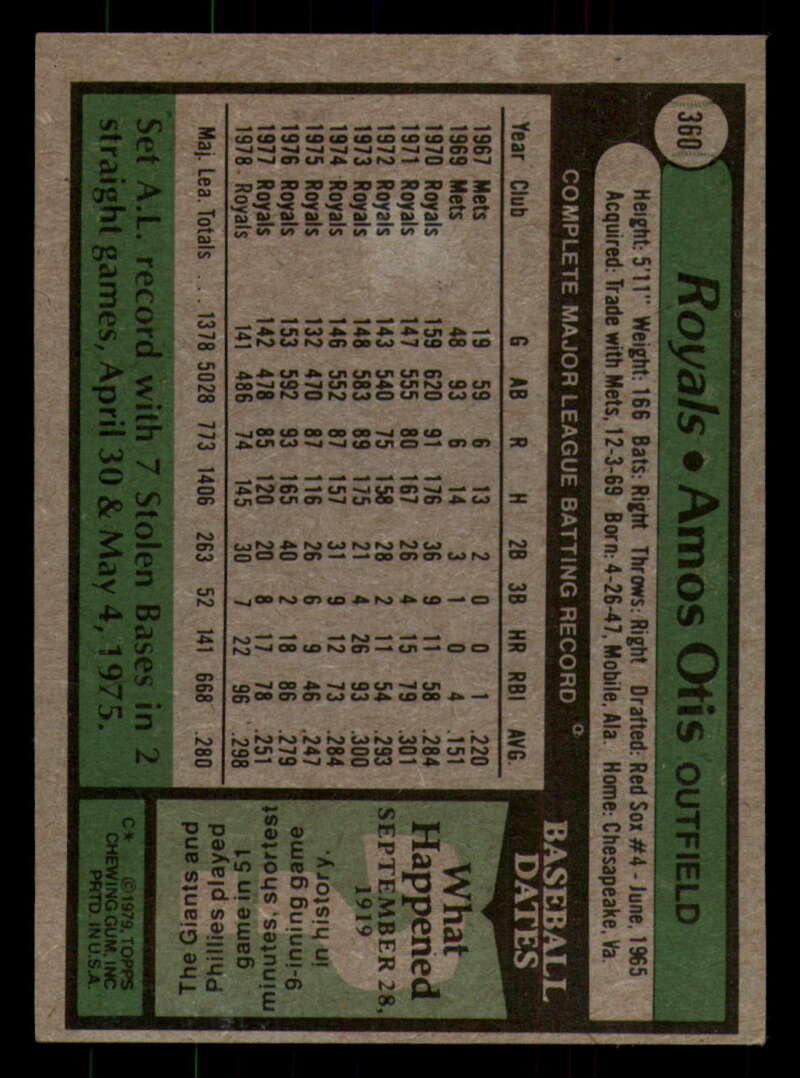 360
Royals • Amos Otis OUTFIELD
Height: 5'11" Weight: 166 Bats: Right Throws: Right Drafted: Red Sox #4 - June, 1965
Acquired: Trade with Mets, 12-3-69 Born: 4-26-47, Mobile, Ala. Home: Chesapeake, Va.
COMPLETE MAJOR LEAGUE BATTING RECORD
Year Club G AB R H 2B 3B HR RBI AVG.
1967 Mets 19 59 6 13 2 0 0 1 .220
1969 Mets 48 93 6 14 3 1 0 4 .151
1970 Royals 159 620 91 176 36 9 11 58 .284
1971 Royals 147 555 80 167 26 4 15 79 .301
1972 Royals 143 540 75 158 28 2 11 54 .293
1973 Royals 148 583 89 175 21 4 26 93 .300
1974 Royals 146 552 87 157 31 9 12 73 .284
1975 Royals 132 470 87 116 26 6 9 46 .247
1976 Royals 153 592 93 165 40 2 18 86 .279
1977 Royals 142 478 85 120 20 8 17 78 .251
1978 Royals 141 486 74 145 30 7 22 96 .298
Maj. Lea. Totals ... 1378 5028 773 1406 263 52 141 668 .280
Set A.L. record with 7 Stolen Bases in 2
straight games, April 30 & May 4, 1975.
BASEBALL
DATES
What
Happened
SEPTEMBER 28,
1919
The Giants and
Phillies played
game in 51
minutes, shortest
9-inning game
in history.
C* ©1979, TOPPS
CHEWING GUM, INC
PRTD. IN U.S.A.